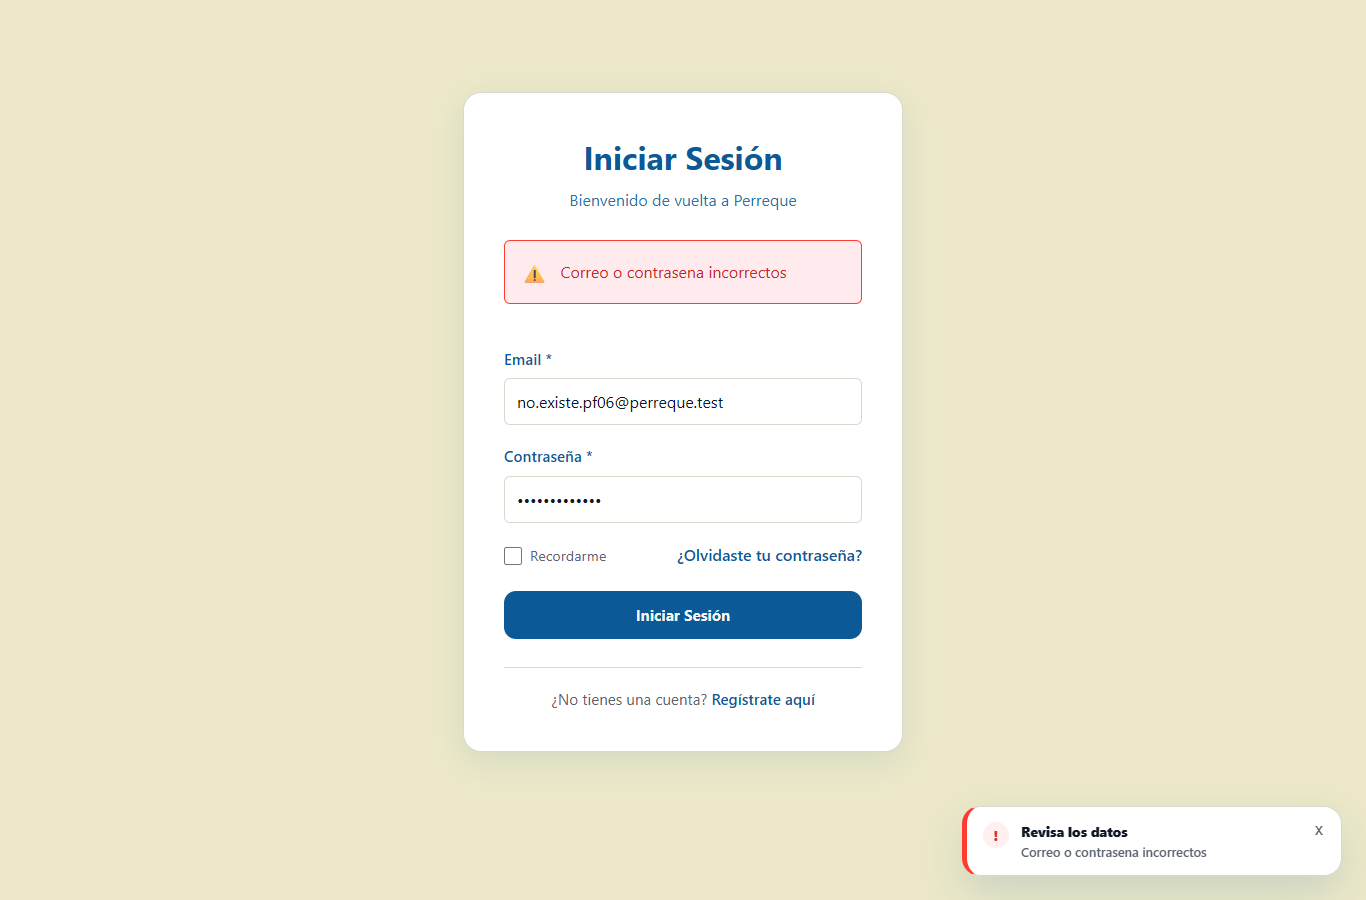 Iniciar Sesión
Bienvenido de vuelta a Perreque
Correo o contrasena incorrectos
Email *
no.existe.pf06@perreque.test
Contraseña *
•••••••••••••
Recordarme
¿Olvidaste tu contraseña?
Iniciar Sesión
¿No tienes una cuenta? Regístrate aquí
! Revisa los datos X
Correo o contrasena incorrectos